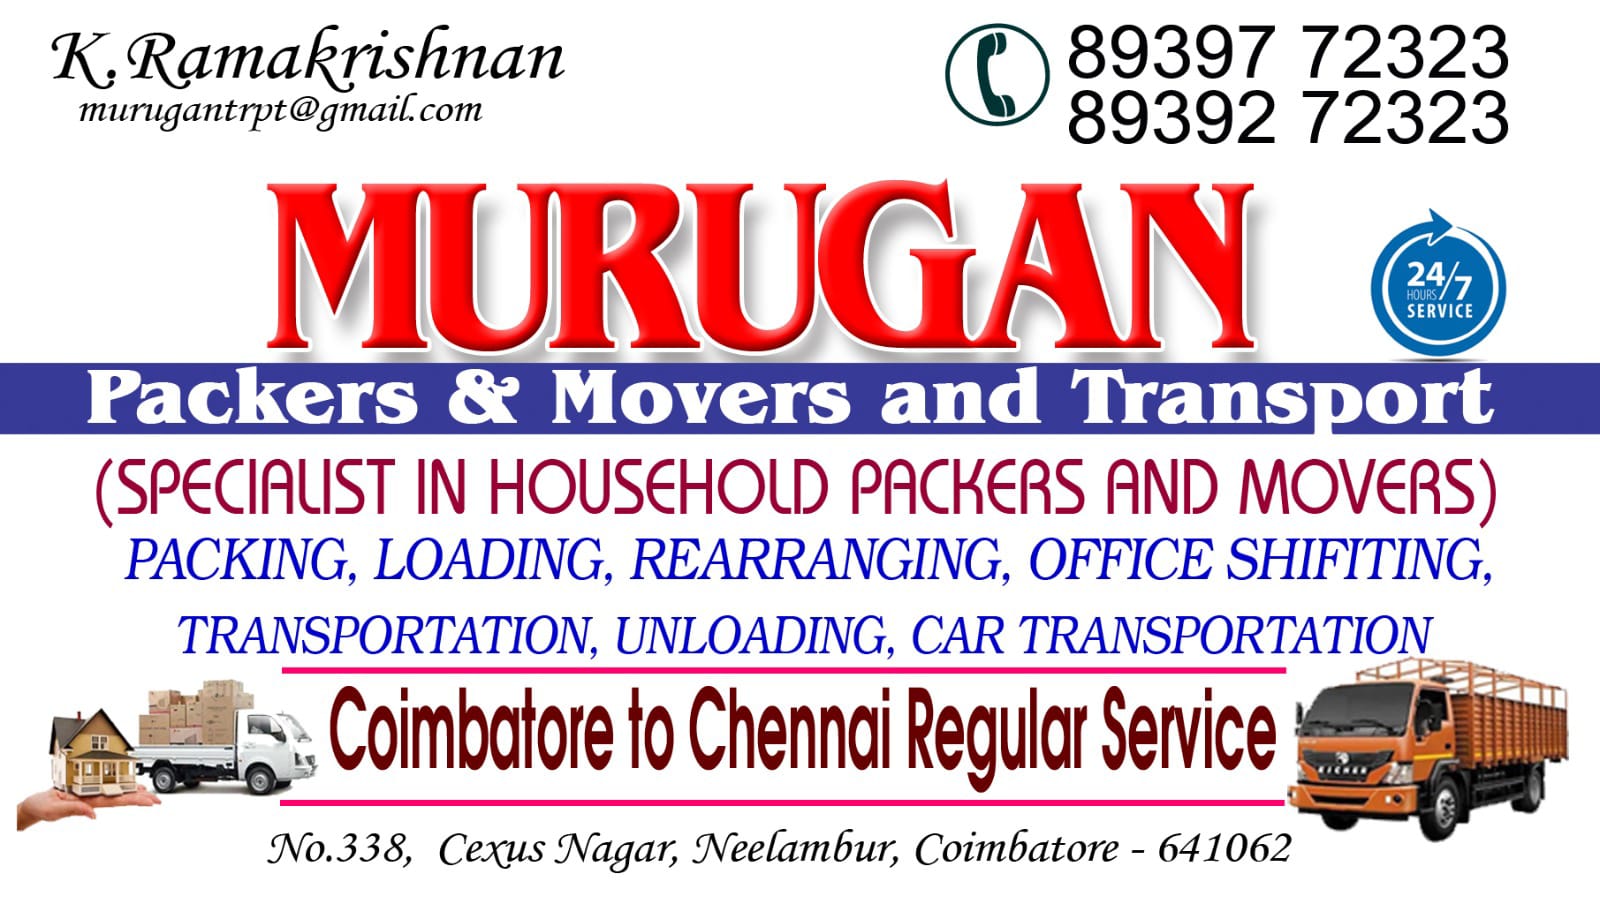 K.Ramakrishnan
murugantrpt@gmail.com
89397 72323
89392 72323
MURUGAN
24/7
HOURS
SERVICE
Packers & Movers and Transport
(SPECIALIST IN HOUSEHOLD PACKERS AND MOVERS)
PACKING, LOADING, REARRANGING, OFFICE SHIFITING,
TRANSPORTATION, UNLOADING, CAR TRANSPORTATION
Coimbatore to Chennai Regular Service
EICHER
No.338, Cexus Nagar, Neelambur, Coimbatore - 641062